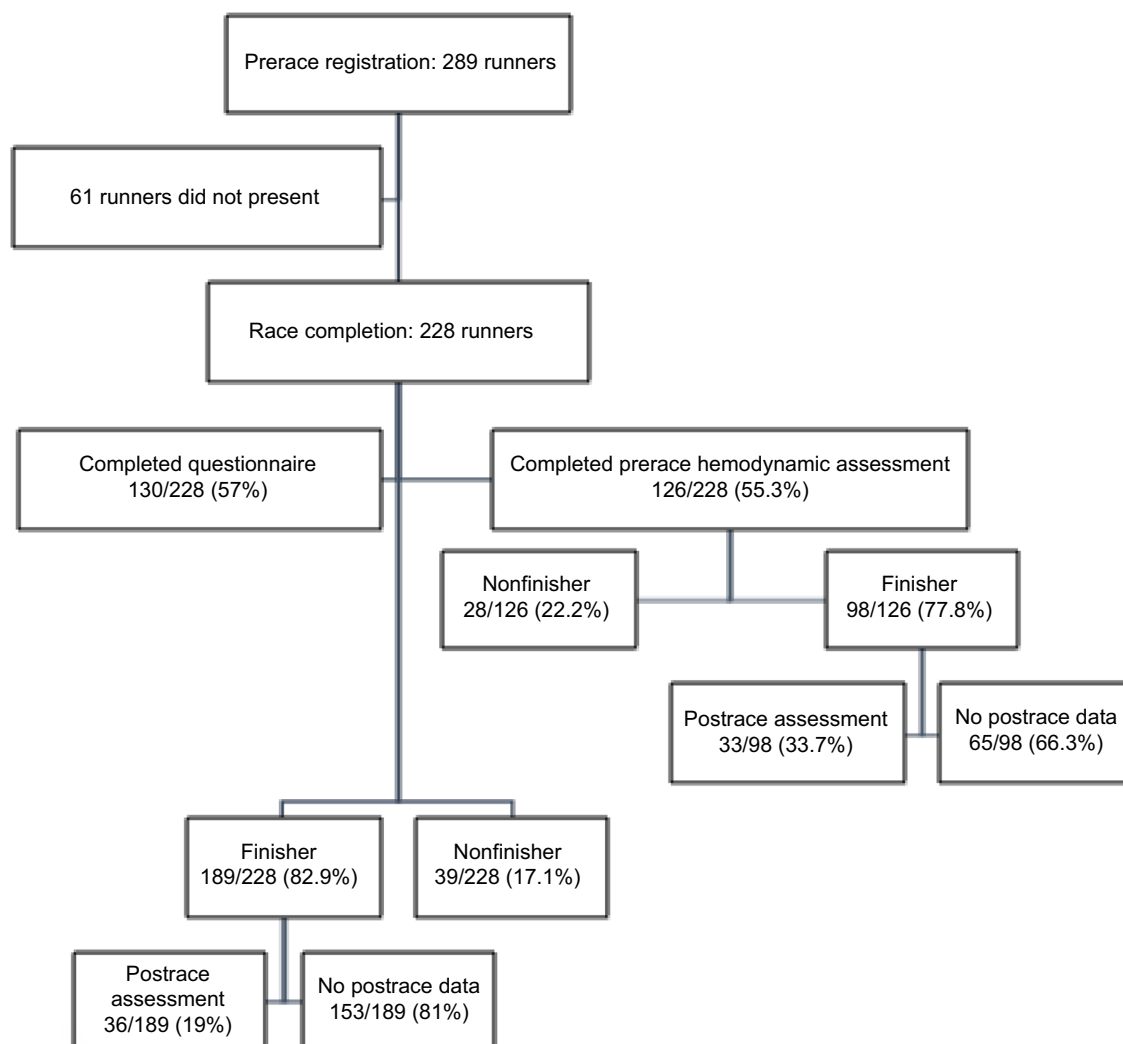 Prerace registration: 289 runners
61 runners did not present
Race completion: 228 runners
Completed questionnaire
130/228 (57%)
Completed prerace hemodynamic assessment
126/228 (55.3%)
Nonfinisher
28/126 (22.2%)
Finisher
98/126 (77.8%)
Postrace assessment
33/98 (33.7%)
No postrace data
65/98 (66.3%)
Finisher
189/228 (82.9%)
Nonfinisher
39/228 (17.1%)
Postrace
assessment
36/189 (19%)
No postrace data
153/189 (81%)